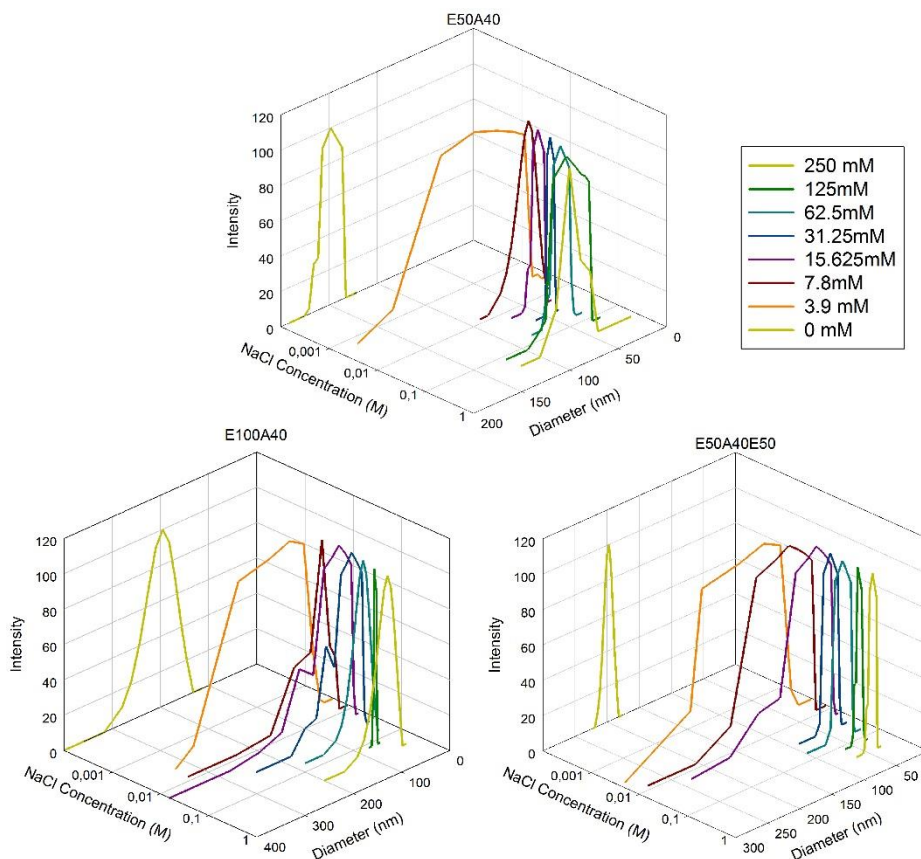 E50A40
120
100
80
60
40
20
0
Intensity
0,001
0,01
0,1
1
NaCl Concentration (M)
200
150
100
50
0
Diameter (nm)
250 mM
125mM
62.5mM
31.25mM
15.625mM
7.8mM
3.9 mM
0 mM
E100A40
120
100
80
60
40
20
0
Intensity
0,001
0,01
0,1
1
NaCl Concentration (M)
400
300
200
100
0
Diameter (nm)
E50A40E50
120
100
80
60
40
20
0
Intensity
0,001
0,01
0,1
1
NaCl Concentration (M)
300
250
200
150
100
50
Diameter (nm)